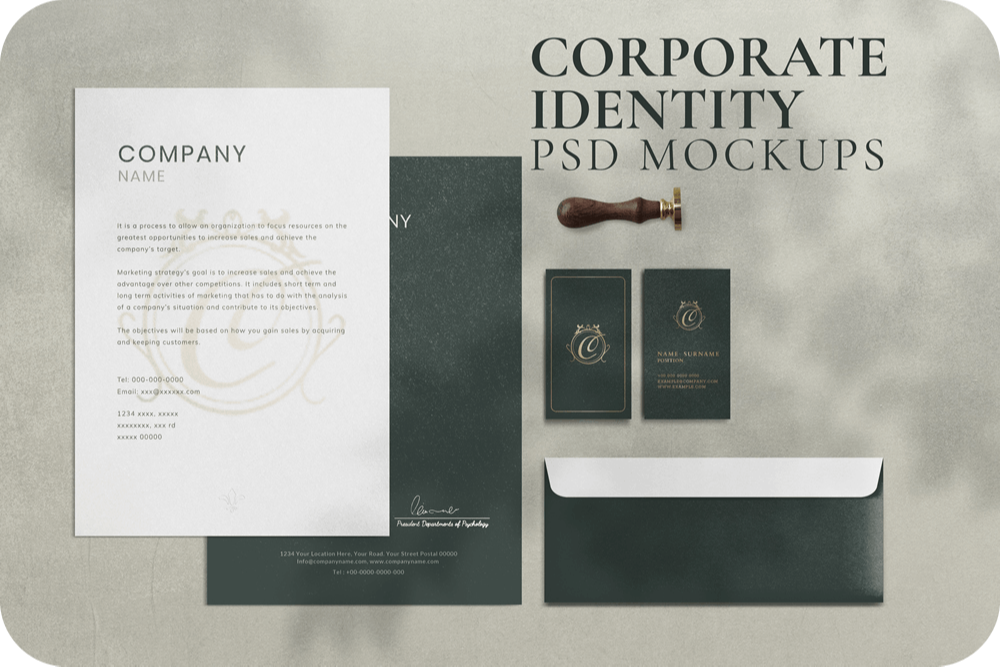 CORPORATE
IDENTITY
PSD MOCKUPS
COMPANY
NAME
It is a process to allow an organization to focus resources on the
greatest opportunities to increase sales and achieve the
company's target.
Marketing strategy's goal is to increase sales and achieve the
advantage over other competitions. It includes short term and
long term activities of marketing that has to do with the analysis
of a company's situation and contribute to its objectives.
The objectives will be based on how you gain sales by acquiring
and keeping customers.
Tel: 000-000-0000
Email: xxx@xxxxxx.com
1234 xxxx, xxxxx
xxxxxxxx, xxx rd
xxxxx 00000
C
NY
President Departments of Psychology
1234 Your Location Here, Your Road, Your Street Postal 00000
Info@companyname.com, www.companyname.com
Tel : +00 0000 0000 000
C
C
NAME-SURNAME
POSITION